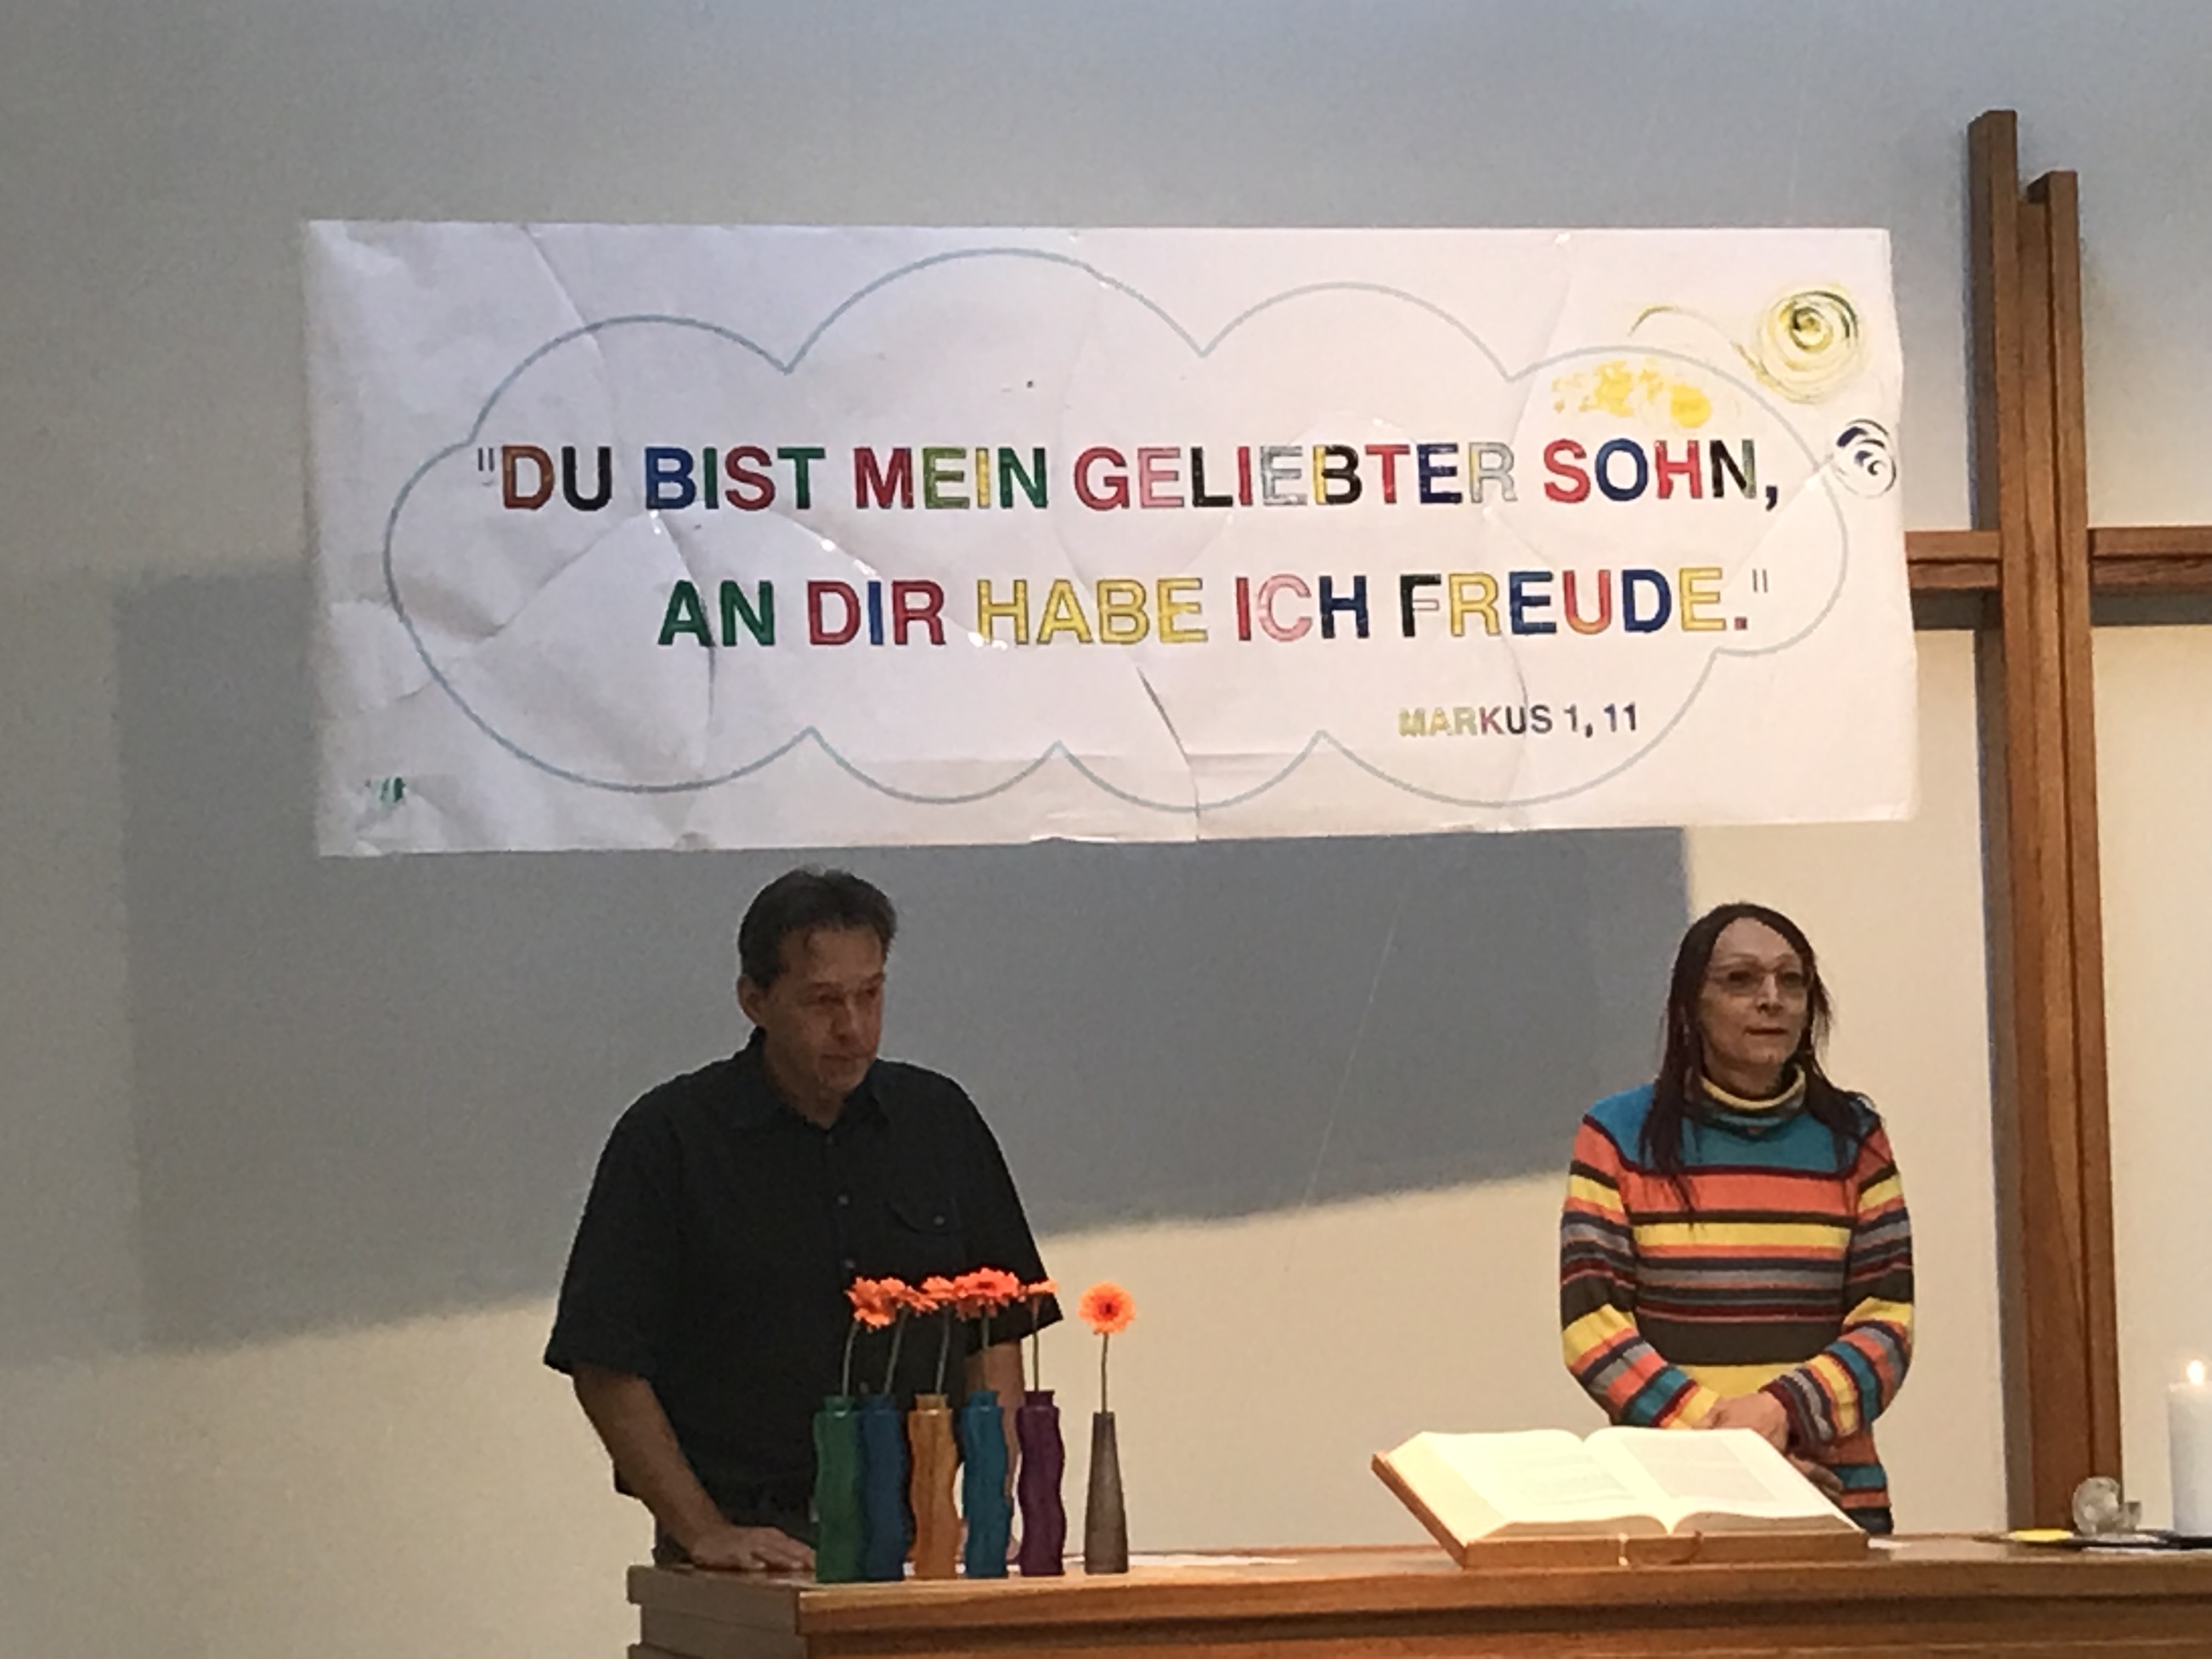 "DU BIST MEIN GELIEBTER SOHN,
AN DIR HABE ICH FREUDE."
MARKUS 1, 11